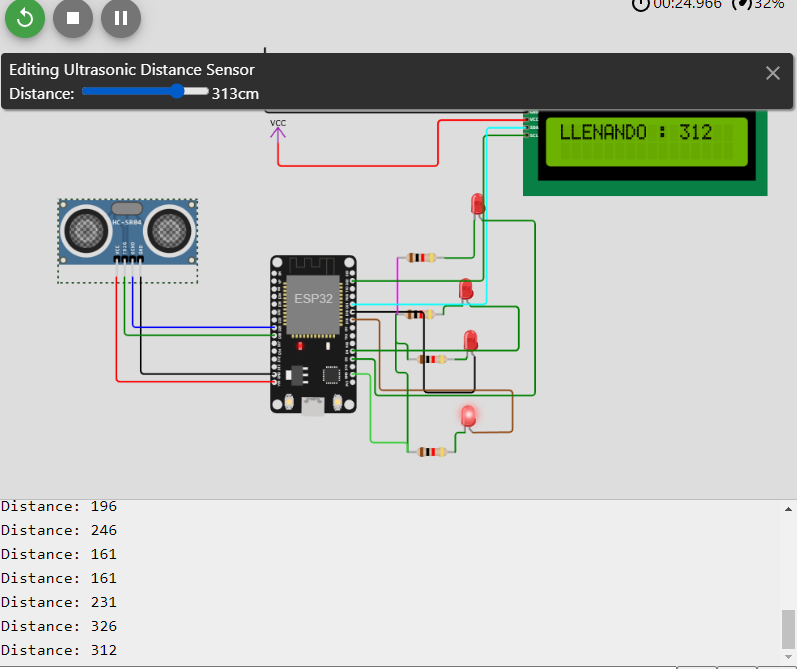 00:24.966 32%
Editing Ultrasonic Distance Sensor
Distance: 313cm
VCC
LLENANDO : 312
HC-SR04
ESP32
Distance: 196
Distance: 246
Distance: 161
Distance: 161
Distance: 231
Distance: 326
Distance: 312